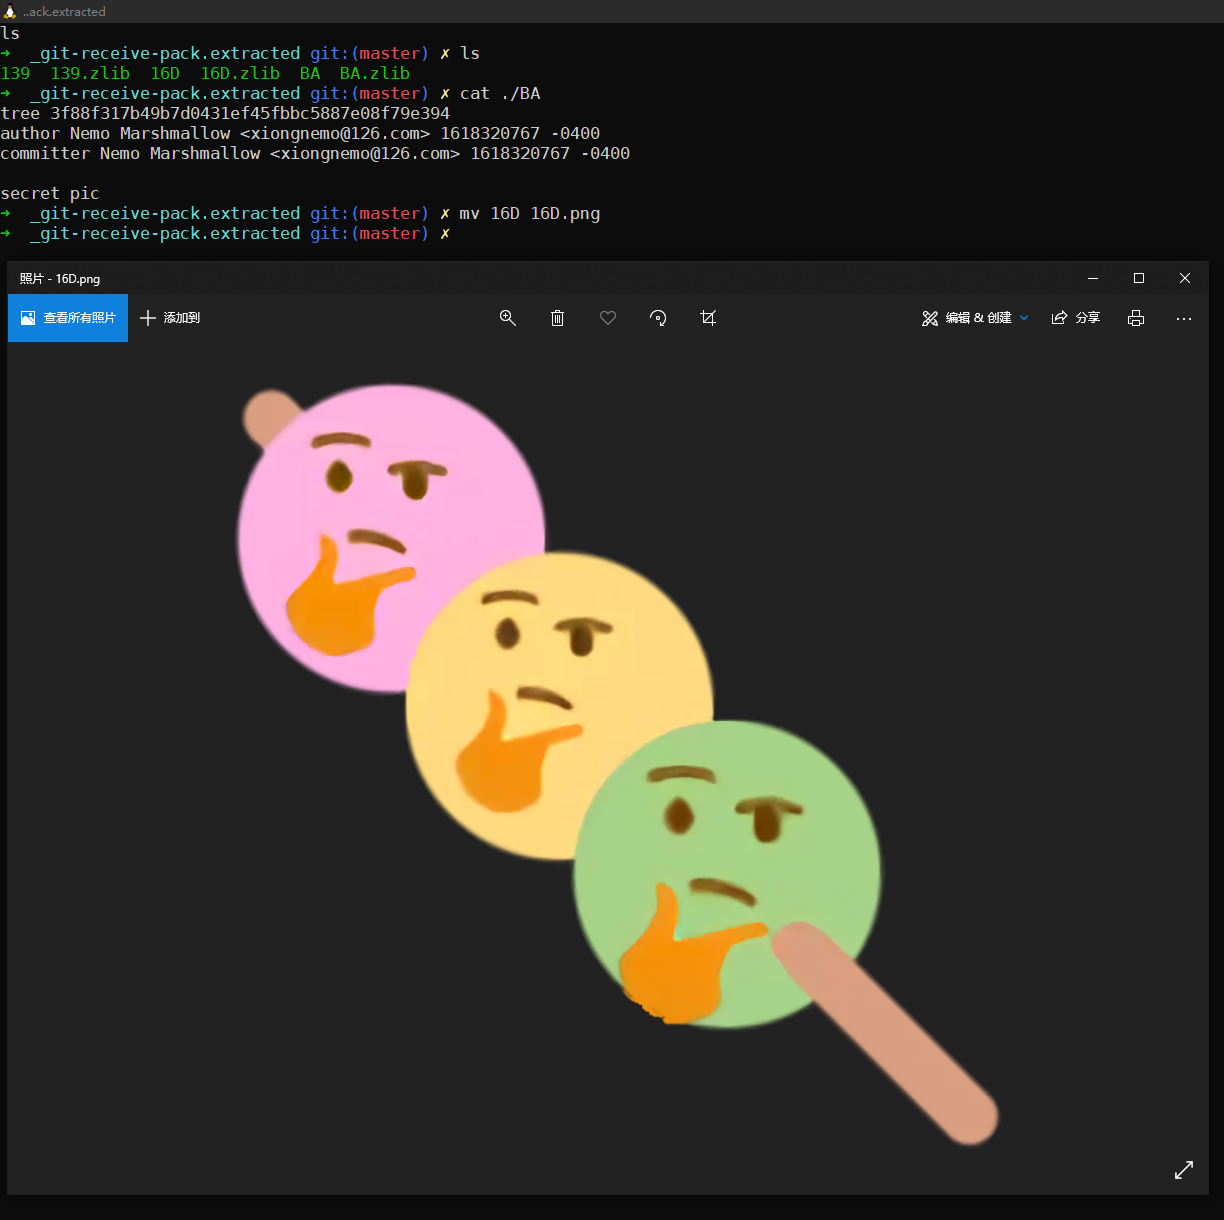 ..ack.extracted
ls
→ _git-receive-pack.extracted git:(master) ✗ ls
139 139.zlib 16D 16D.zlib BA BA.zlib
→ _git-receive-pack.extracted git:(master) ✗ cat ./BA
tree 3f88f317b49b7d0431ef45fbbc5887e08f79e394
author Nemo Marshmallow <xiongnemo@126.com> 1618320767 -0400
committer Nemo Marshmallow <xiongnemo@126.com> 1618320767 -0400
secret pic
→ _git-receive-pack.extracted git:(master) ✗ mv 16D 16D.png
→ _git-receive-pack.extracted git:(master) ✗
照片 - 16D.png
查看所有照片 添加到 编辑 & 创建 分享